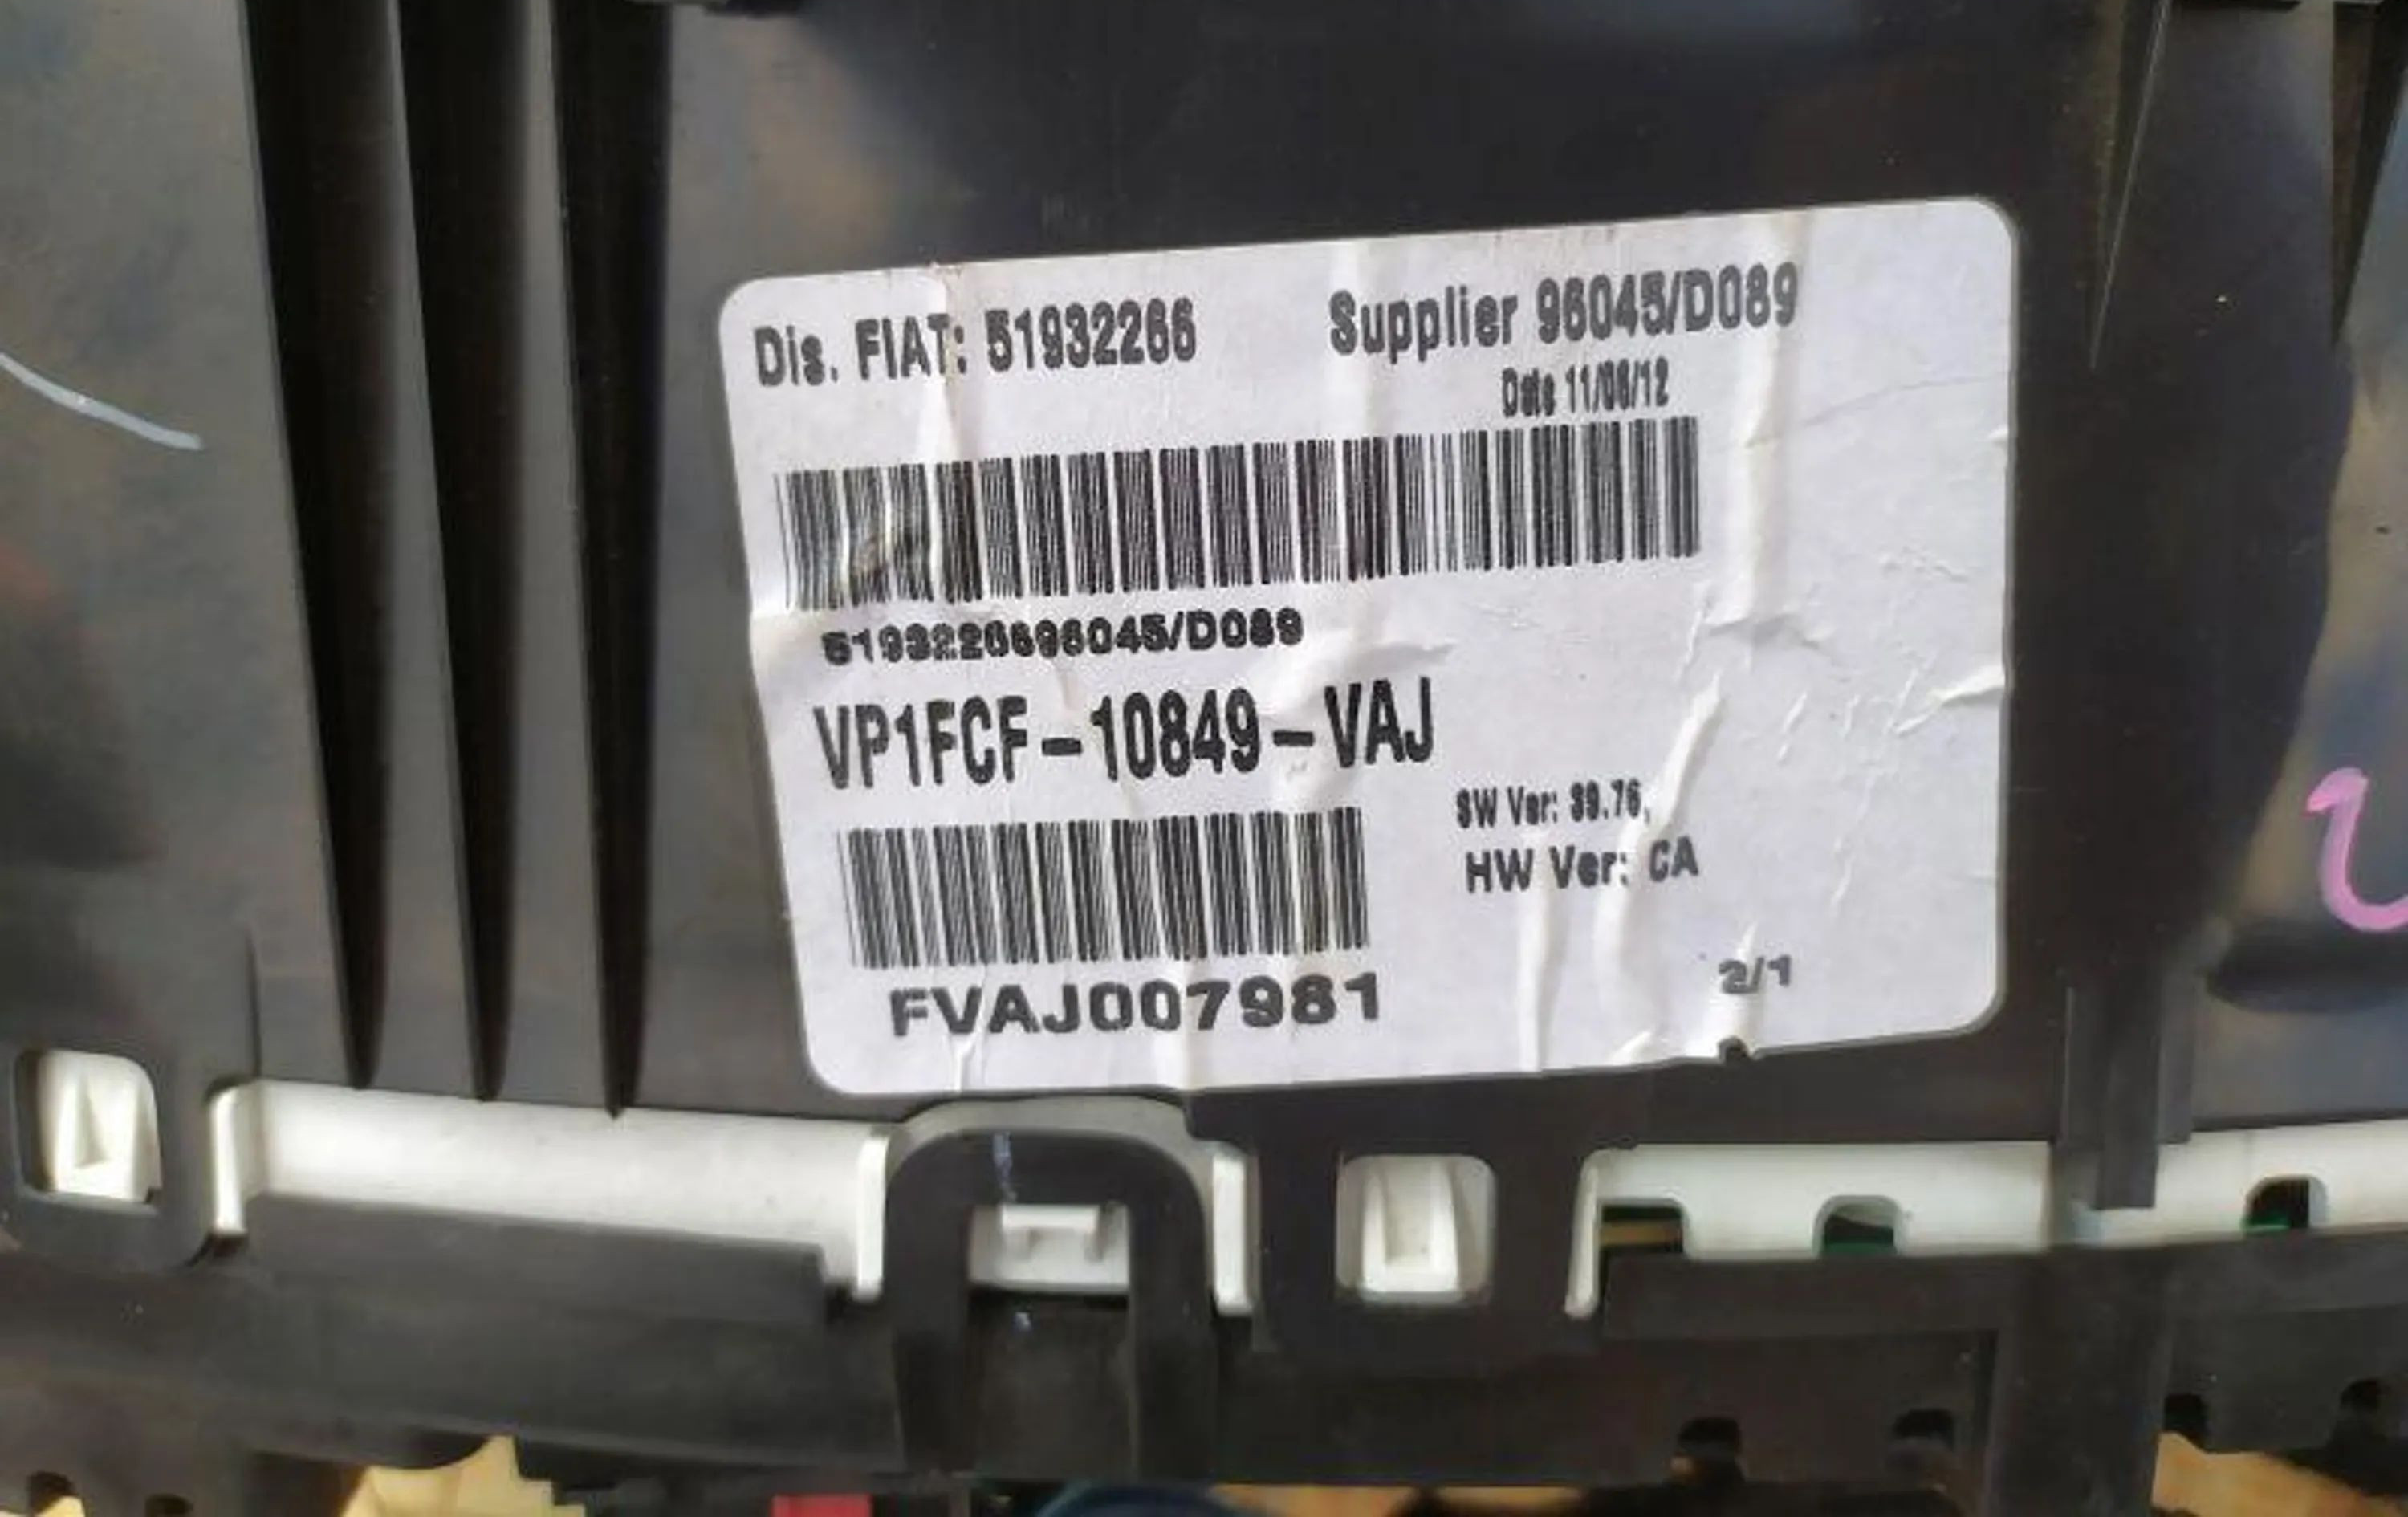 Dis. FIAT: 51932266 Supplier 96045/D089
Date 11/06/12
5193226696045/D089
VP1FCF-10849-VAJ
SW Ver: 39.76,
HW Ver: CA
FVAJ007981
2/1